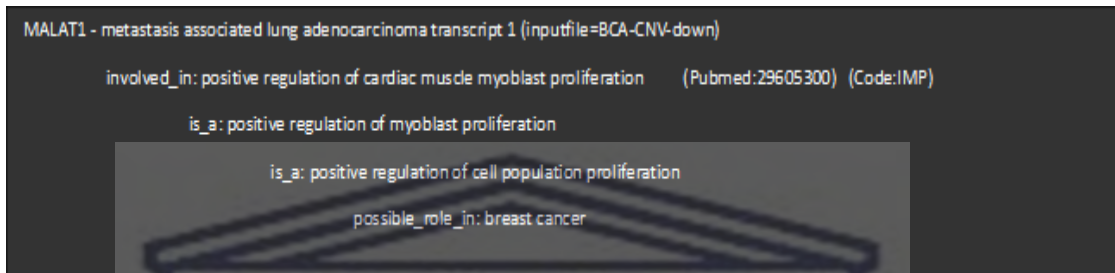 MALAT1 - metastasis associated lung adenocarcinoma transcript 1 (inputfile=BCA-CNV-down)
involved_in: positive regulation of cardiac muscle myoblast proliferation (Pubmed:29605300) (Code:IMP)
is_a: positive regulation of myoblast proliferation
is_a: positive regulation of cell population proliferation
possible_role_in: breast cancer